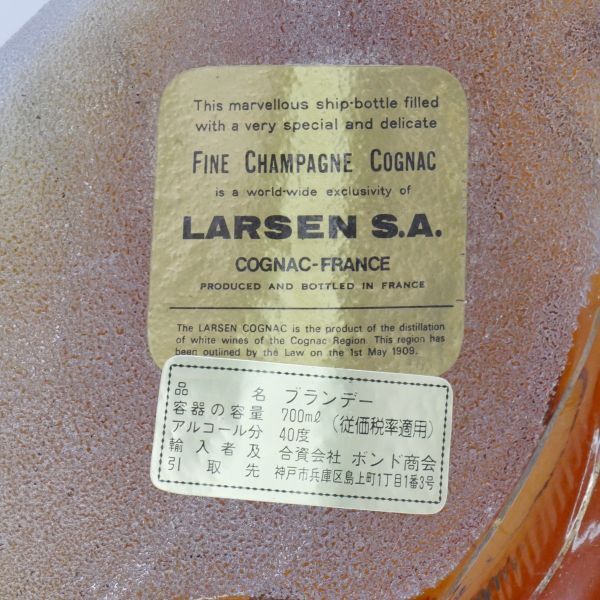 This marvellous ship-bottle filled
with a very special and delicate
FINE CHAMPAGNE COGNAC
is a world-wide exclusivity of
LARSEN S.A.
COGNAC-FRANCE
PRODUCED AND BOTTLED IN FRANCE
The LARSEN COGNAC is the product of the distillation
of white wines of the Cognac Region. This region has
been outlined by the Law on the 1st May 1909.
品名 ブランデー
容器の容量 700mℓ (従価税率適用)
アルコール分 40度
輸入者及 合資会社 ボンド商会
引取先 神戸市兵庫区島上町1丁目1番3号